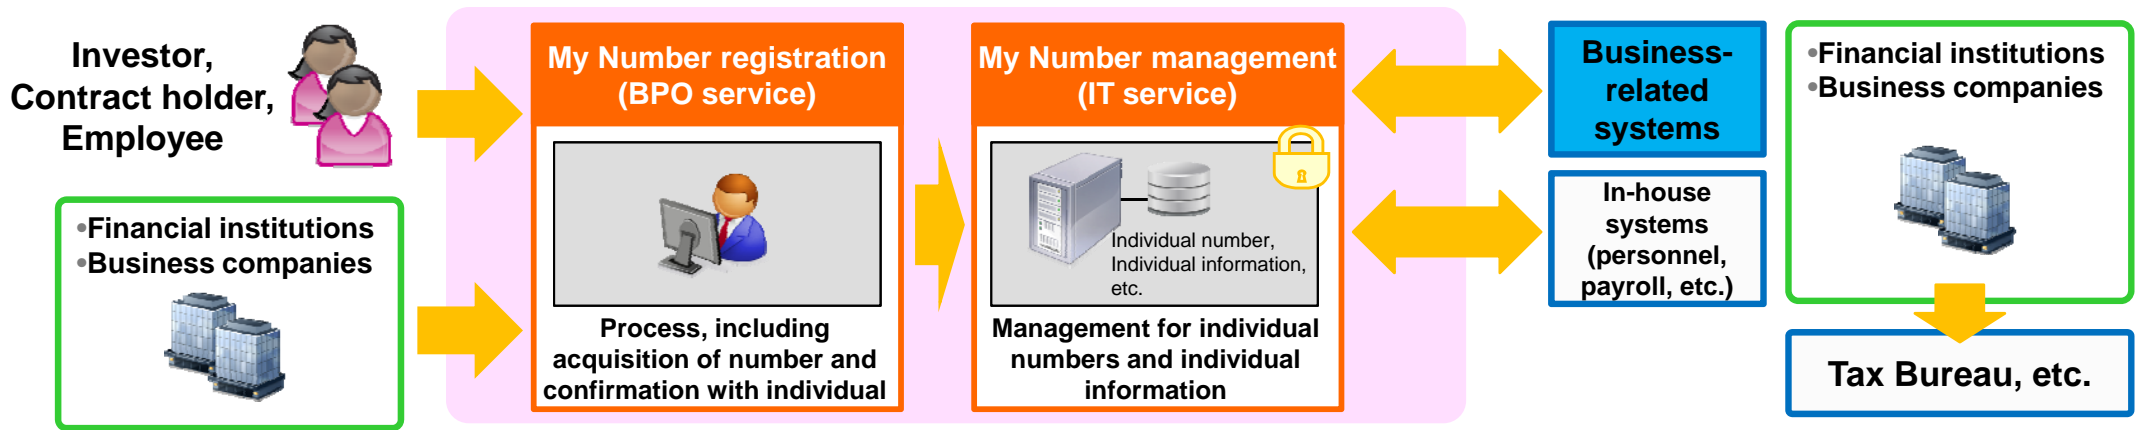 Investor,
Contract holder,
Employee
•Financial institutions
•Business companies
My Number registration
(BPO service)
Process, including
acquisition of number and
confirmation with individual
My Number management
(IT service)
Individual number,
Individual information,
etc.
Management for individual
numbers and individual
information
Business-
related
systems
In-house
systems
(personnel,
payroll, etc.)
•Financial institutions
•Business companies
Tax Bureau, etc.